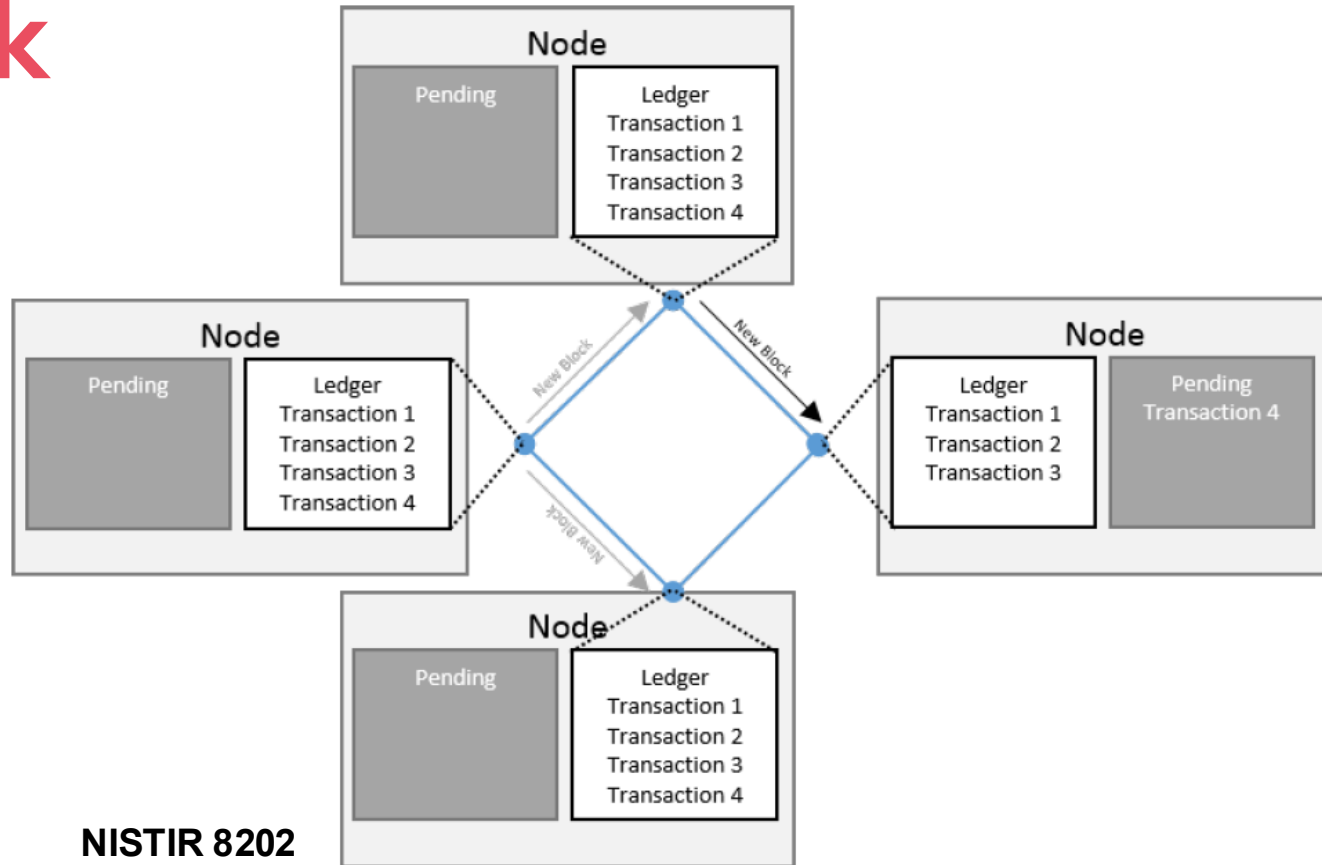 k
Node
Pending
Ledger
Transaction 1
Transaction 2
Transaction 3
Transaction 4
Node
Pending
Ledger
Transaction 1
Transaction 2
Transaction 3
Transaction 4
New Block
New Block
New Block
Node
Ledger
Transaction 1
Transaction 2
Transaction 3
Pending
Transaction 4
Node
Pending
Ledger
Transaction 1
Transaction 2
Transaction 3
Transaction 4
NISTIR 8202